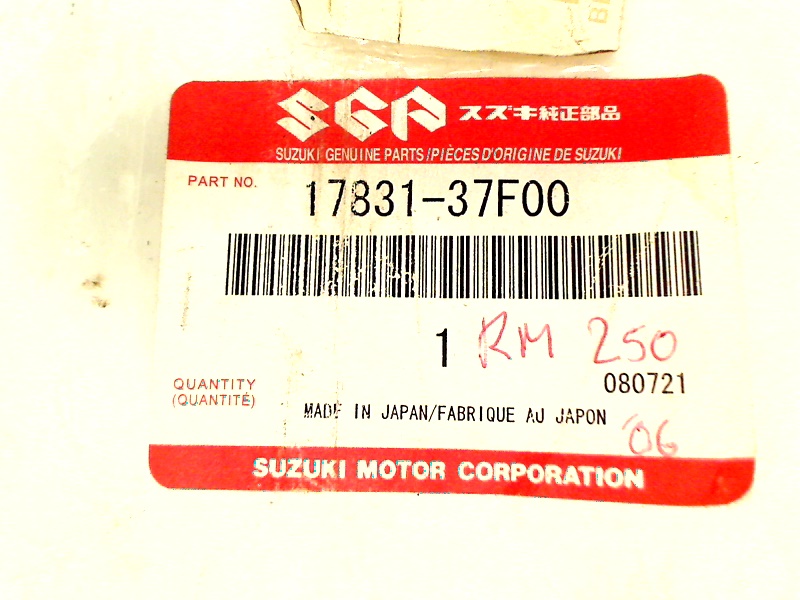 SGP スズキ純正部品
SUZUKI GENUINE PARTS/PIÈCES D'ORIGINE DE SUZUKI
PART NO. 17831-37F00
1 RM 250
080721
QUANTITY
(QUANTITÉ)
MADE IN JAPAN/FABRIQUE AU JAPON
'06
SUZUKI MOTOR CORPORATION